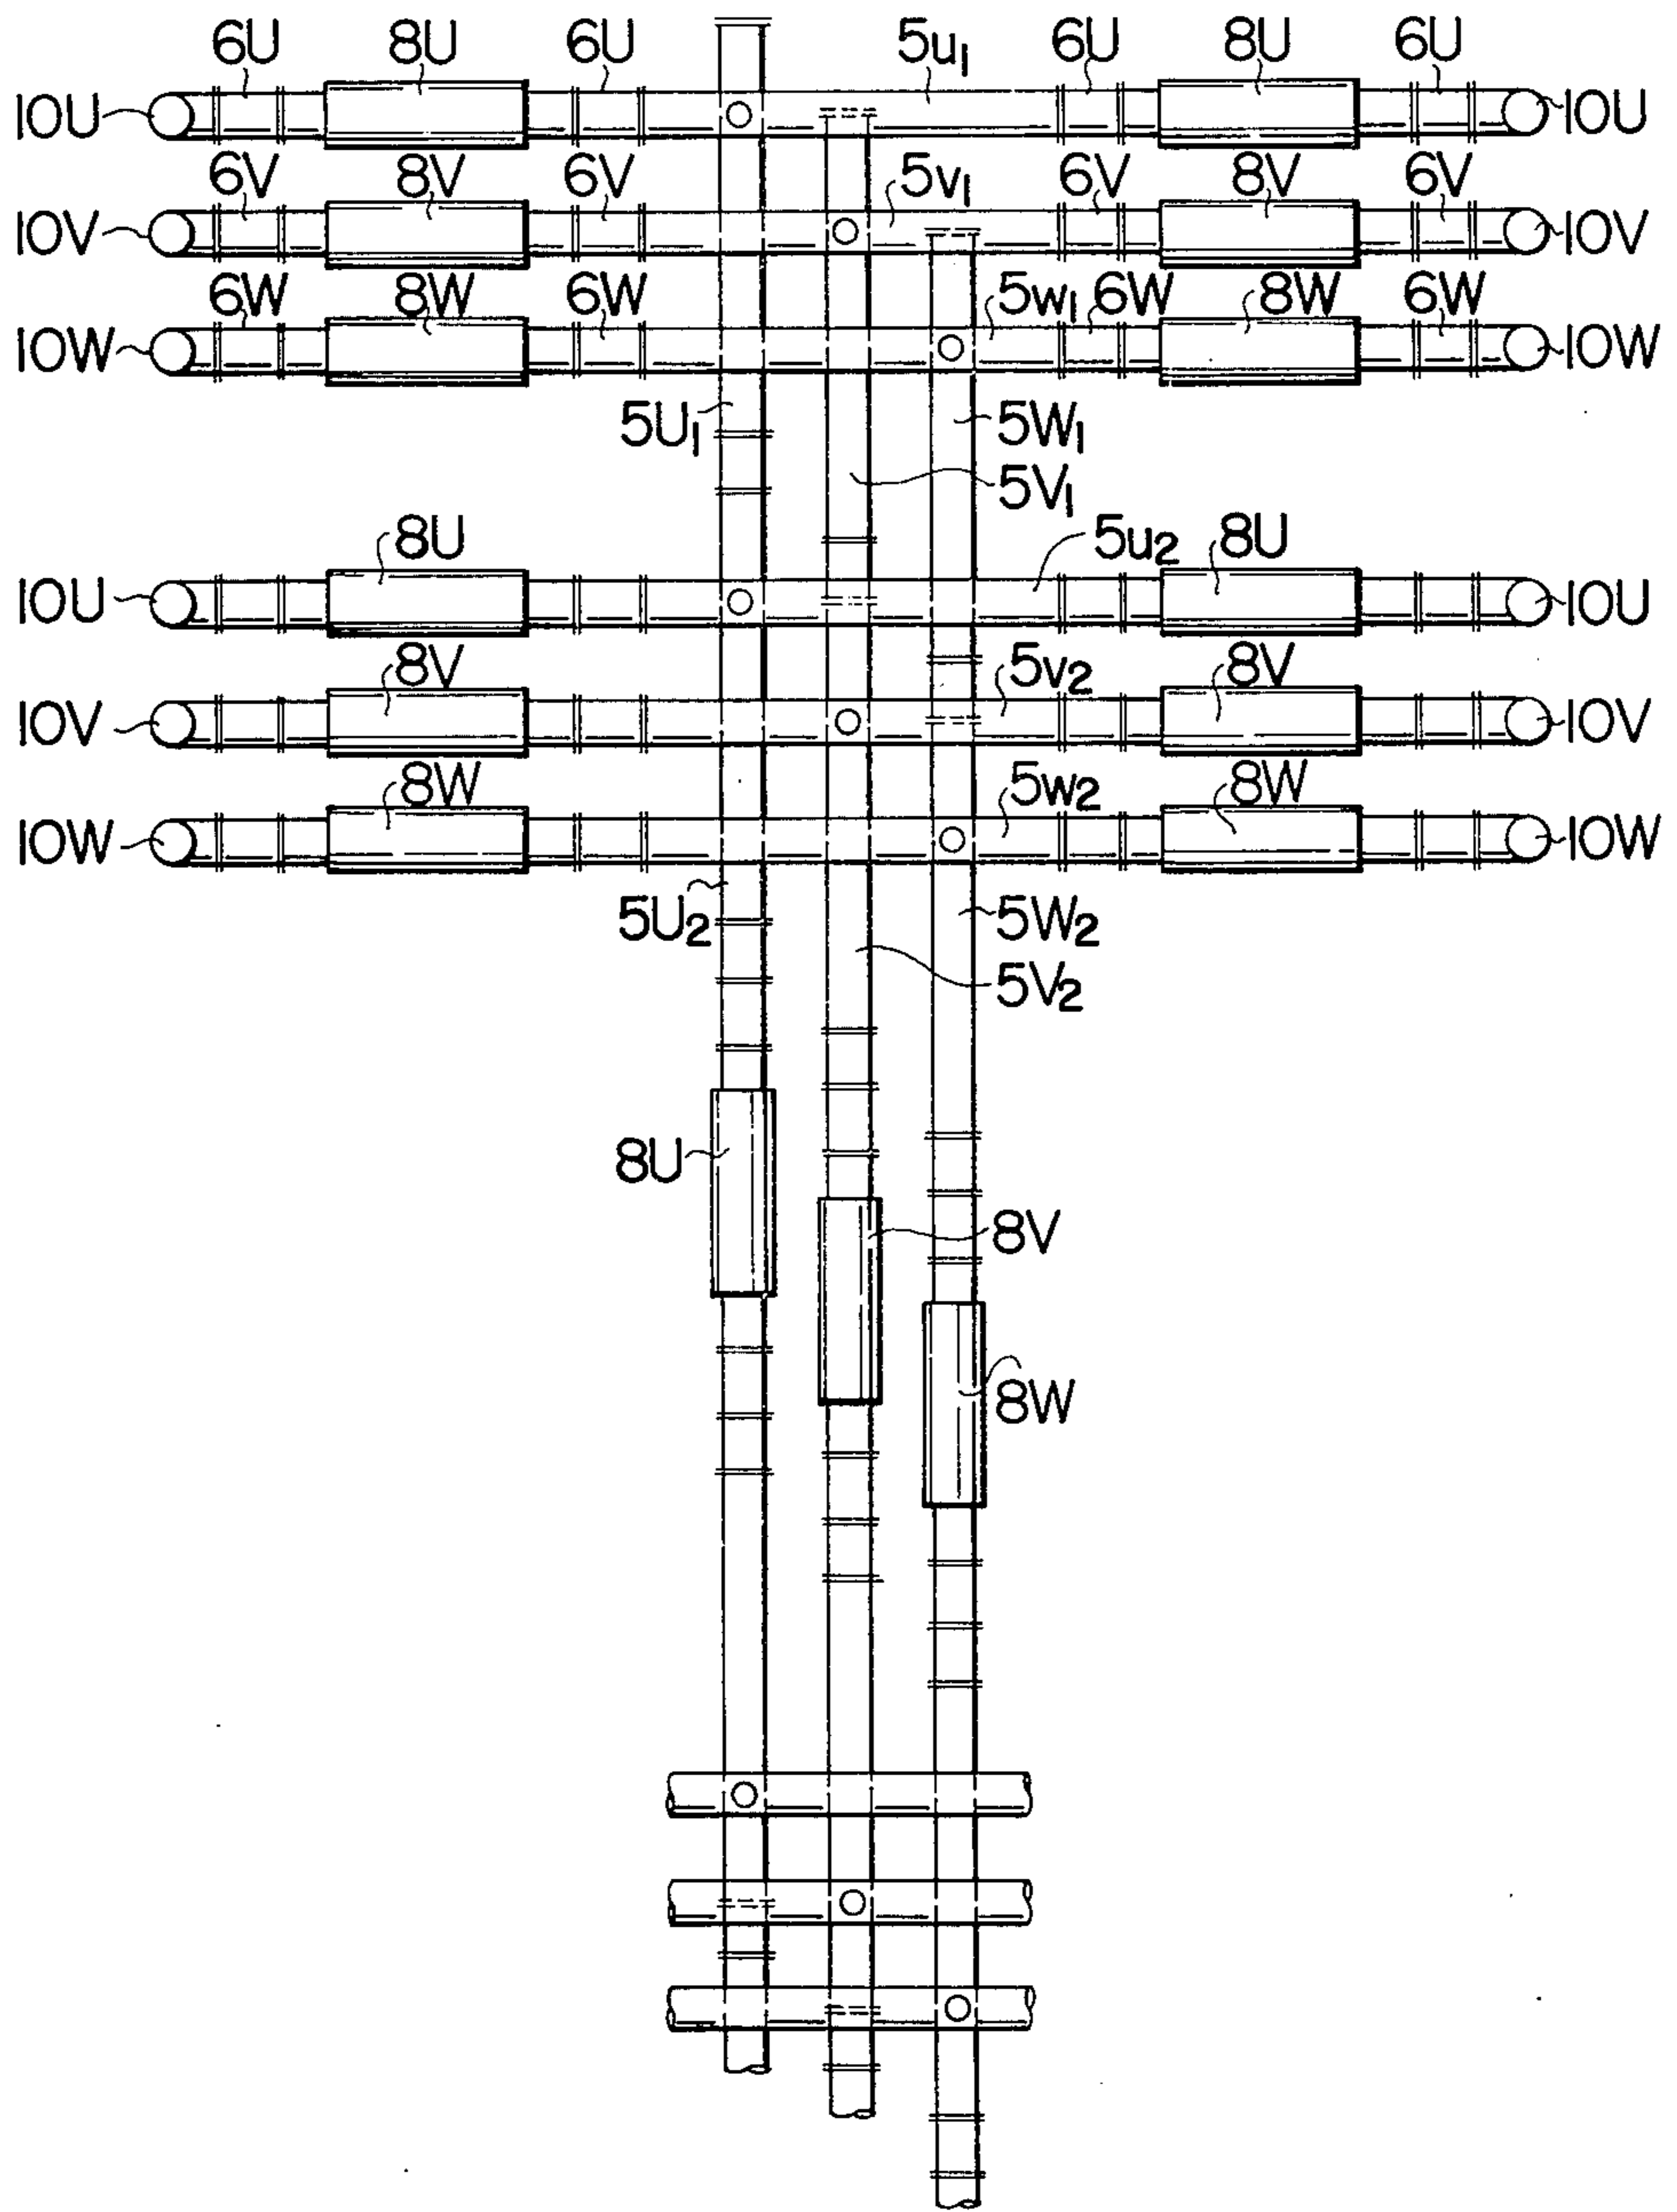 6U 8U 6U 5u1 6U 8U 6U
10U 10U
6V 8V 6V 5v1 6V 8V 6V
10V 10V
6W 8W 6W 5w1 6W 8W 6W
10W 10W
5U1 5W1
5V1
8U 5u2 8U
10U 10U
8V 5v2 8V
10V 10V
8W 5w2 8W
10W 10W
5U2 5W2
5V2
8U
8V
8W